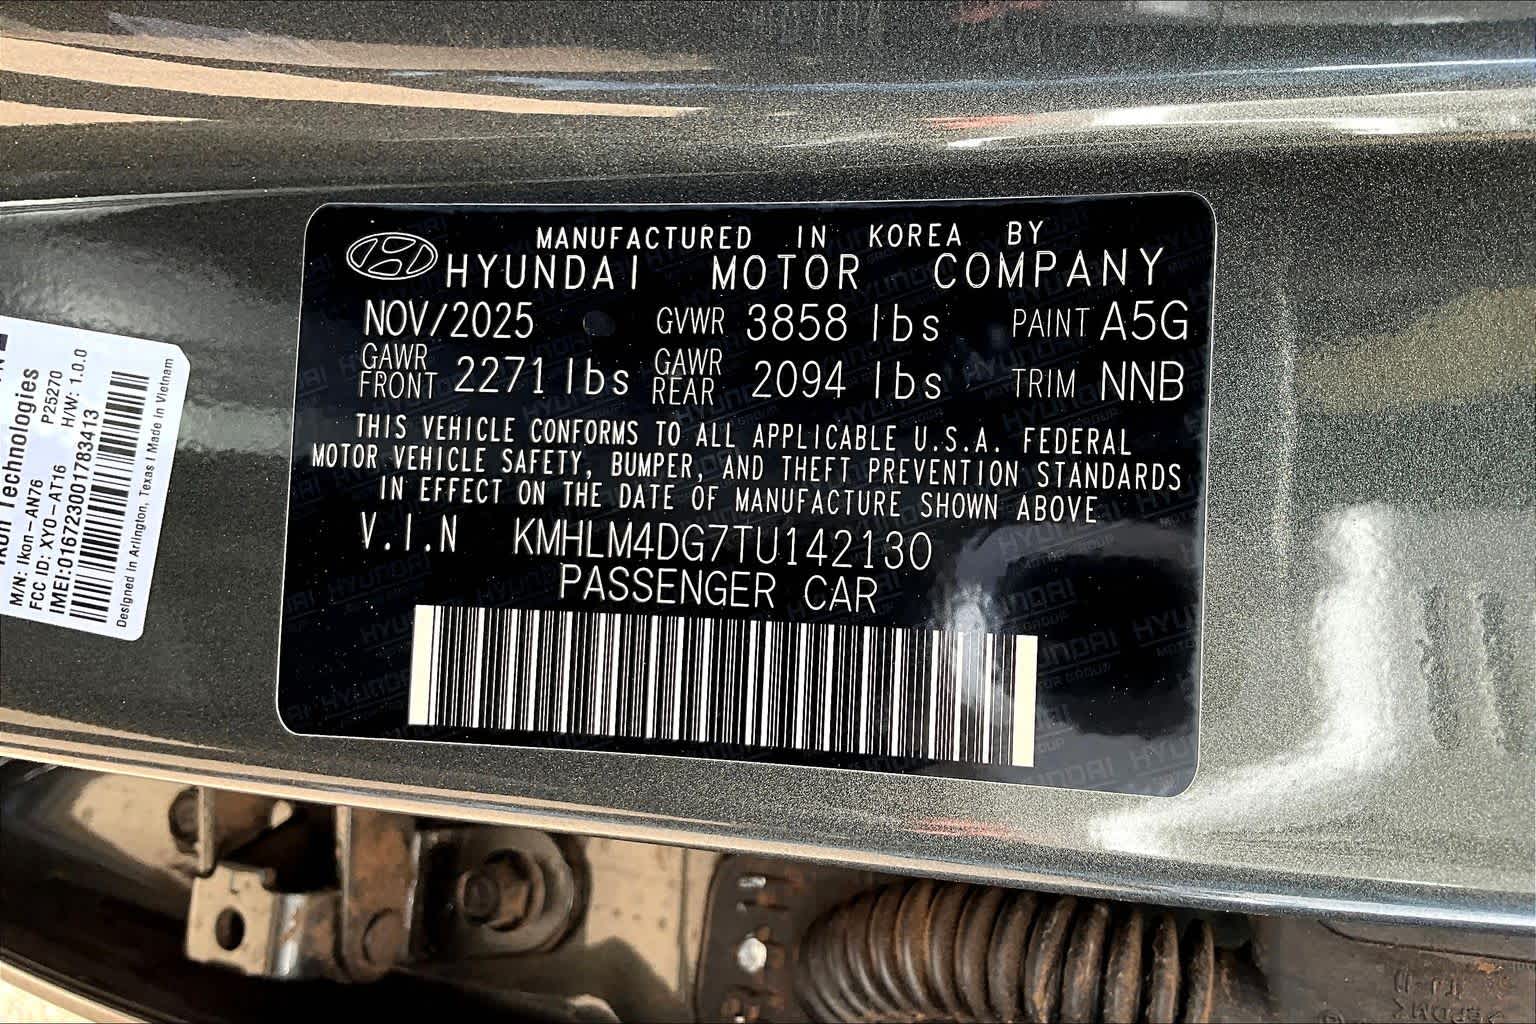 MANUFACTURED IN KOREA BY
HYUNDAI MOTOR COMPANY
NOV/2025 GVWR 3858 lbs PAINT A5G
GAWR FRONT 2271 lbs GAWR REAR 2094 lbs TRIM NNB
THIS VEHICLE CONFORMS TO ALL APPLICABLE U.S.A. FEDERAL
MOTOR VEHICLE SAFETY, BUMPER, AND THEFT PREVENTION STANDARDS
IN EFFECT ON THE DATE OF MANUFACTURE SHOWN ABOVE
V.I.N KMHLM4DG7TU142130
PASSENGER CAR
Technologies
P25270
M/N: Ikon-AN76 H/W: 1.0.0
FCC ID: XYO-AT16
IMEI:016723001783413
Designed in Arlington, Texas | Made in Vietnam